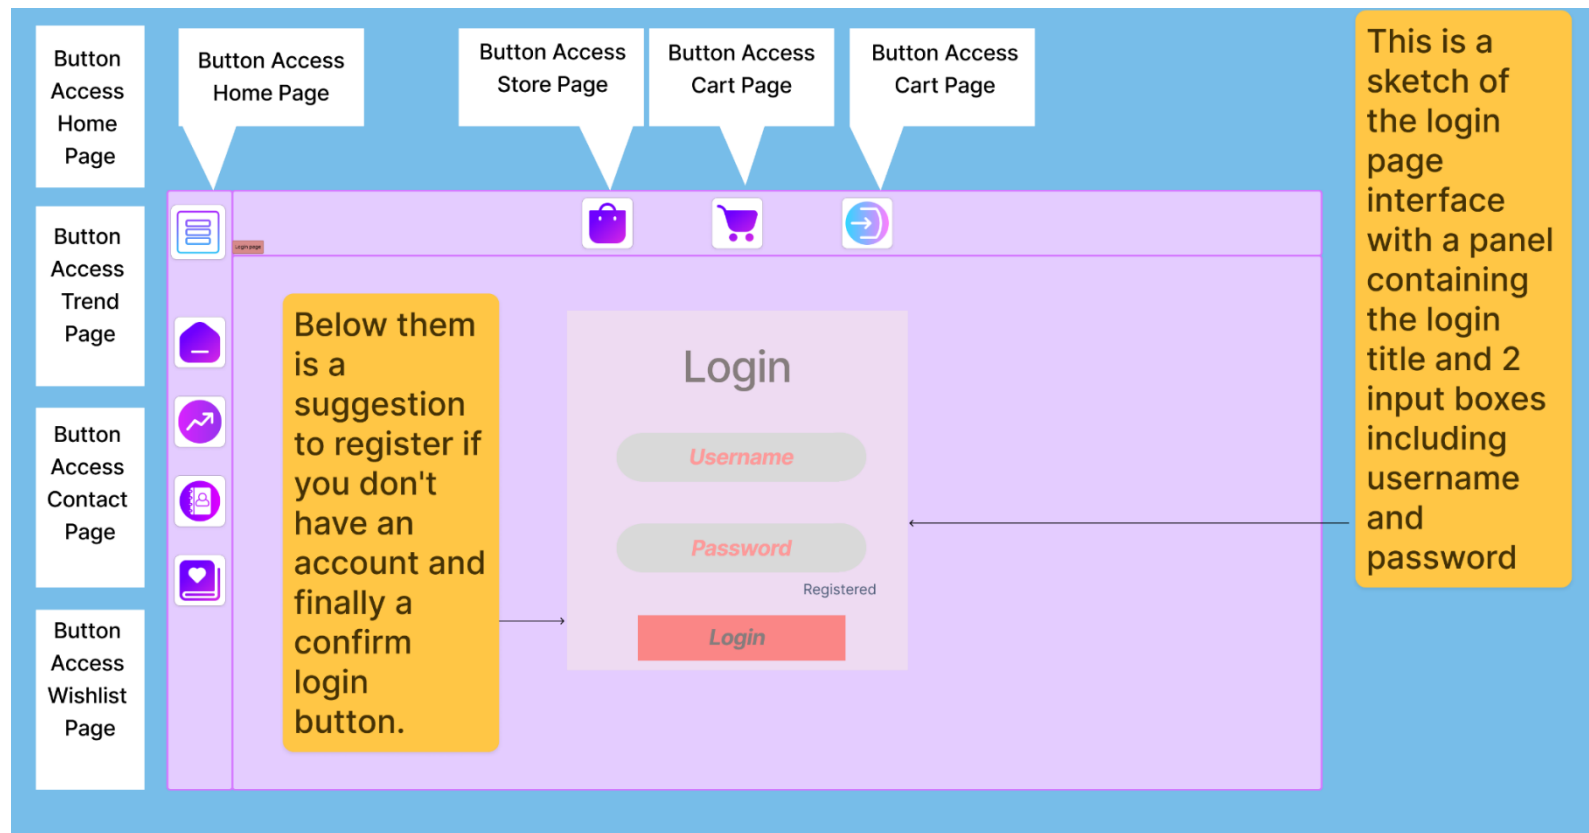 Button
Access
Home
Page
Button Access
Home Page
Button Access
Store Page
Button Access
Cart Page
Button Access
Cart Page
This is a
sketch of
the login
page
interface
with a panel
containing
the login
title and 2
input boxes
including
username
and
password
Button
Access
Trend
Page
Login page
Below them
is a
suggestion
to register if
you don't
have an
account and
finally a
confirm
login
button.
Login
Username
Password
Registered
Login
Button
Access
Contact
Page
Button
Access
Wishlist
Page